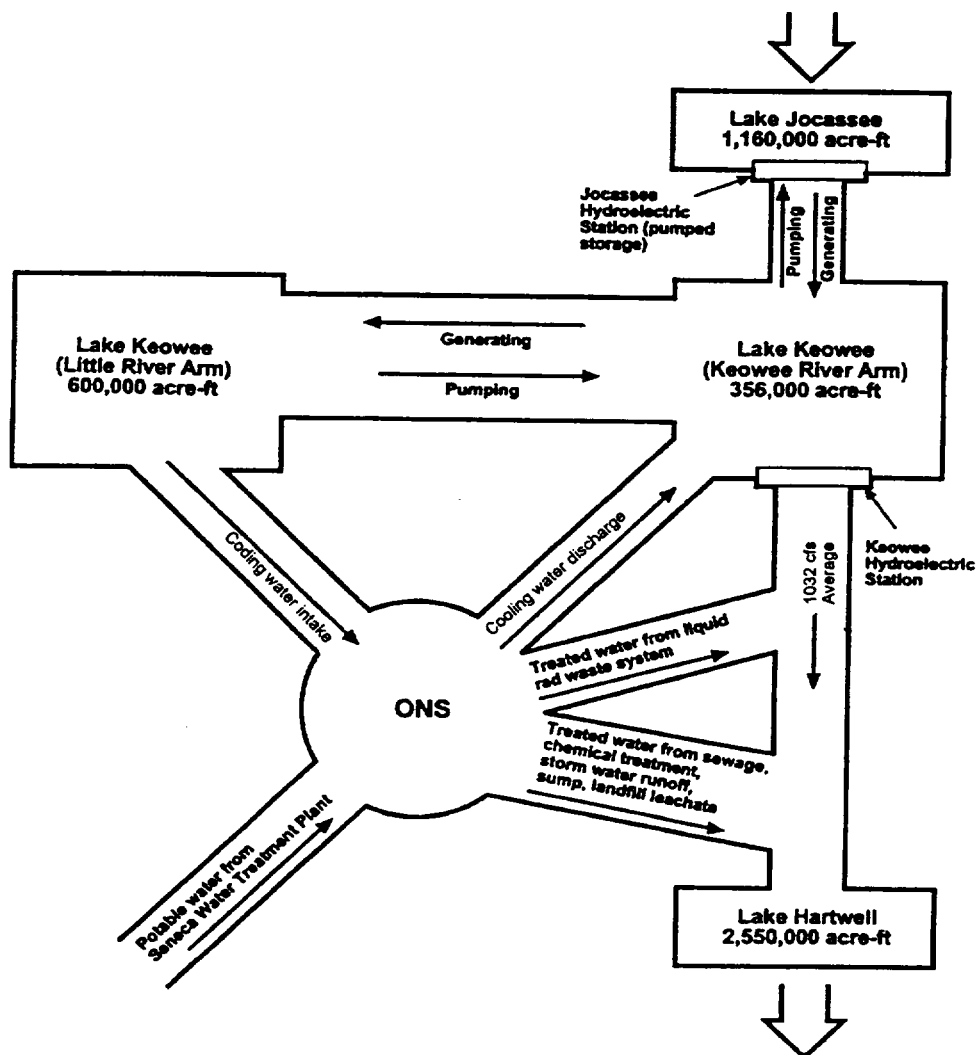 Lake Jocassee
1,160,000 acre-ft
Jocassee
Hydroelectric
Station (pumped
storage)
Pumping
Generating
Lake Keowee
(Little River Arm)
600,000 acre-ft
Generating
Pumping
Lake Keowee
(Keowee River Arm)
356,000 acre-ft
Cooling water intake
Cooling water discharge
1032 cfs
Average
Keowee
Hydroelectric
Station
Treated water from liquid
rad waste system
ONS
Treated water from sewage,
chemical treatment,
storm water runoff,
sump, landfill leachate
Potable water from
Seneca Water Treatment Plant
Lake Hartwell
2,550,000 acre-ft